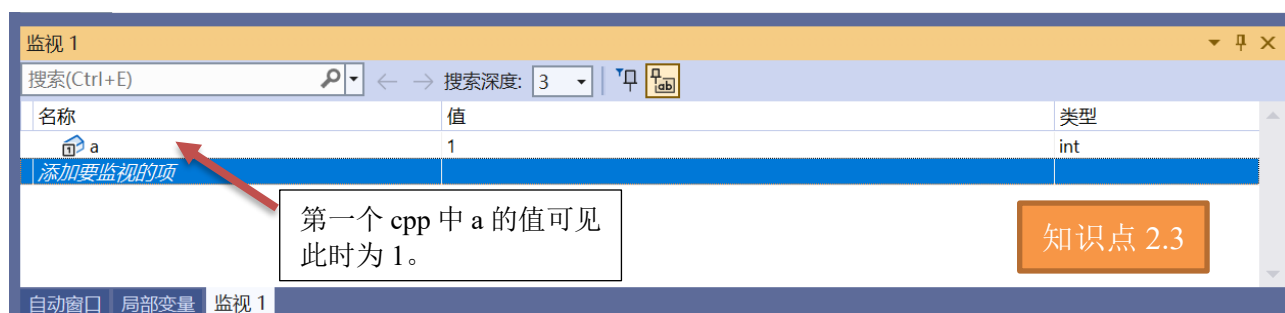 监视 1
搜索(Ctrl+E) 搜索深度: 3
名称 值 类型
a 1 int
添加要监视的项
第一个 cpp 中 a 的值可见
此时为 1。
知识点 2.3
自动窗口 局部变量 监视 1